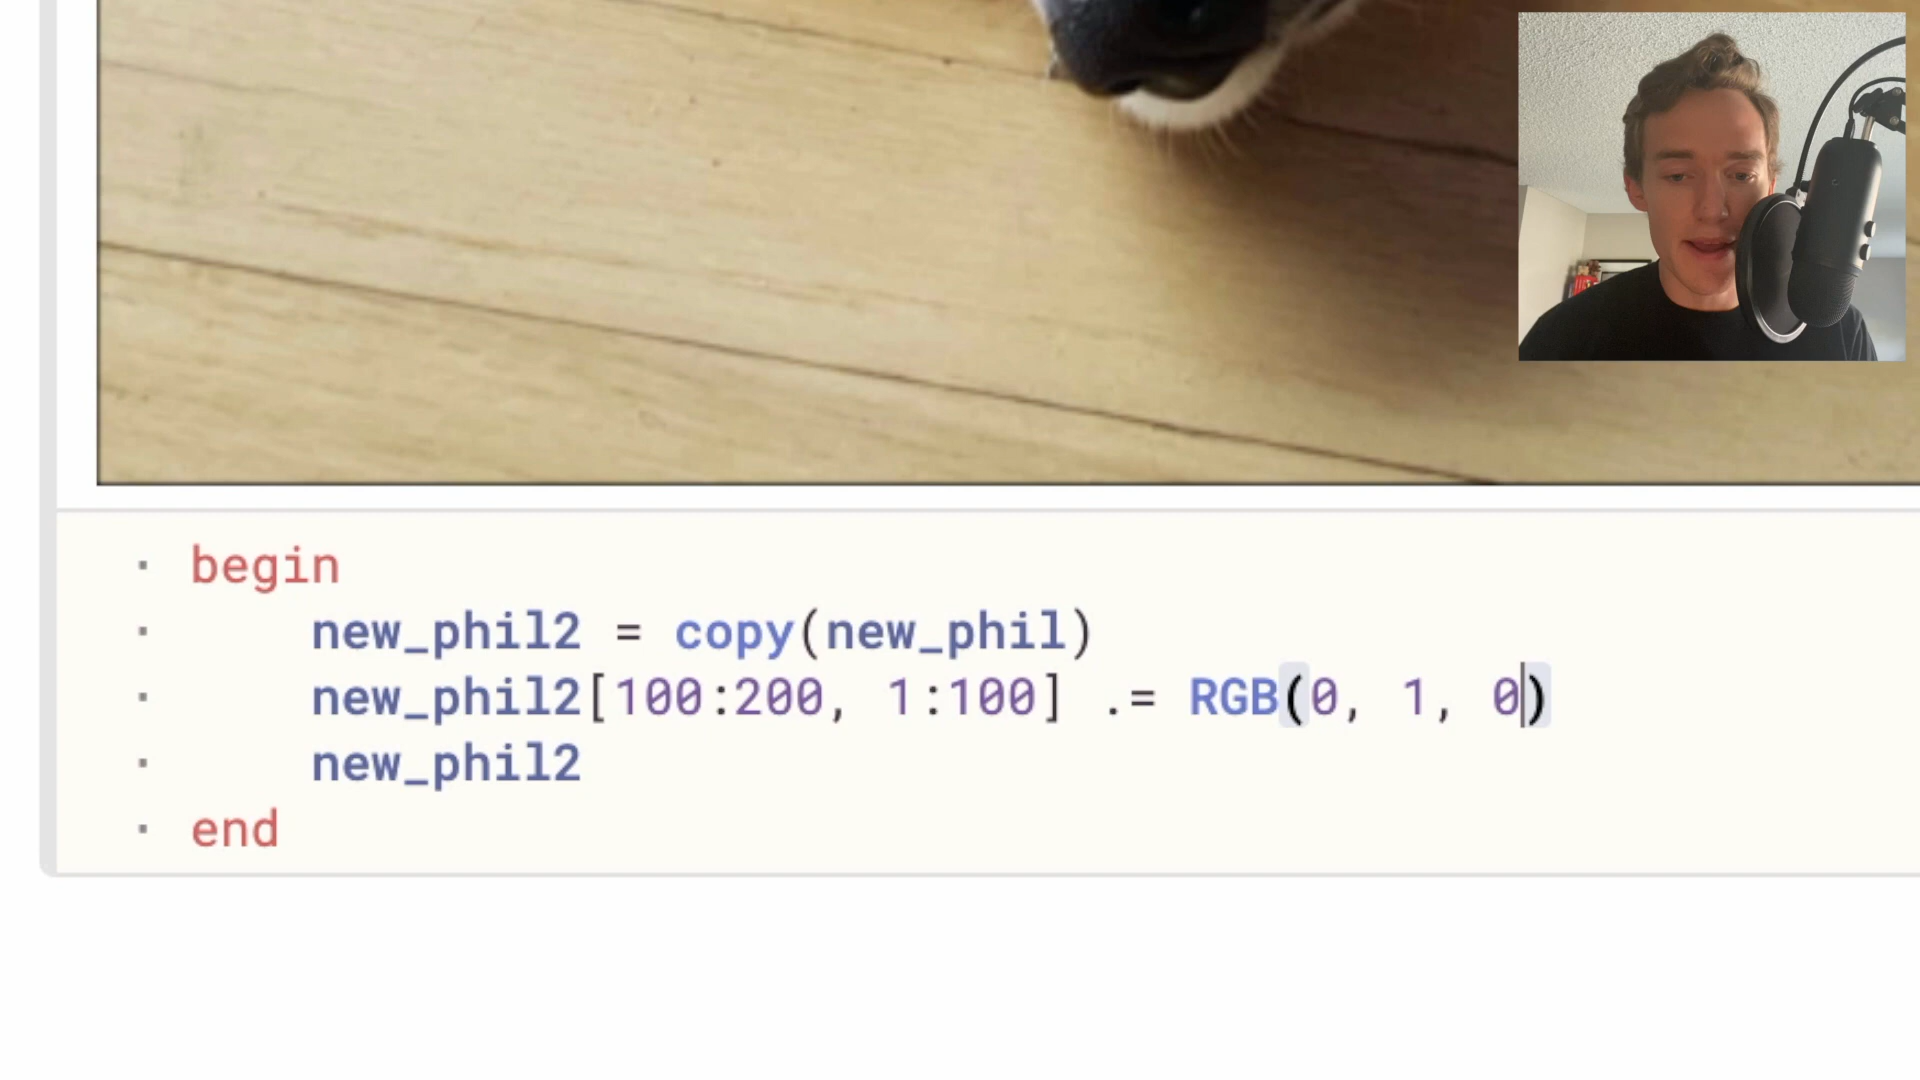 begin
new_phil2 = copy(new_phil)
new_phil2[100:200, 1:100] .= RGB(0, 1, 0)
new_phil2
end